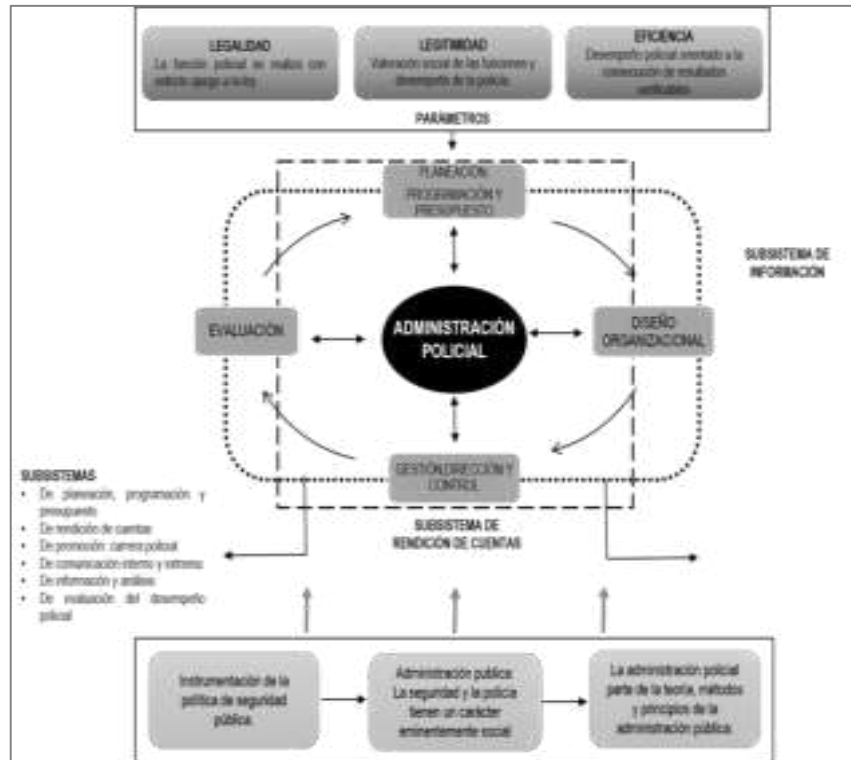 LEGALIDAD
La función policial se realiza con
estricto apego a la ley
LEGITIMIDAD
Valoración social de las funciones y
desempeño de la policía.
EFICIENCIA
Desempeño policial orientado a la
consecución de resultados
verificables
PARÁMETROS
PLANEACIÓN
PROGRAMACIÓN Y
PRESUPUESTO
SUBSISTEMA DE
INFORMACIÓN
EVALUACIÓN
ADMINISTRACIÓN
POLICIAL
DISEÑO
ORGANIZACIONAL
GESTIÓN,DIRECCIÓN Y
CONTROL
SUBSISTEMA DE
RENDICIÓN DE CUENTAS
SUBSISTEMAS
• De planeación, programación y
presupuesto
• De rendición de cuentas
• De promoción: carrera policial
• De comunicación interno y extremo
• De información y análisis
• De evaluación del desempeño
policial
Instrumentación de la
política de seguridad
pública.
Administración publica:
La seguridad y la policía
tienen un carácter
eminentemente social
La administración policial
parte de la teoría, métodos
y principios de la
administración pública